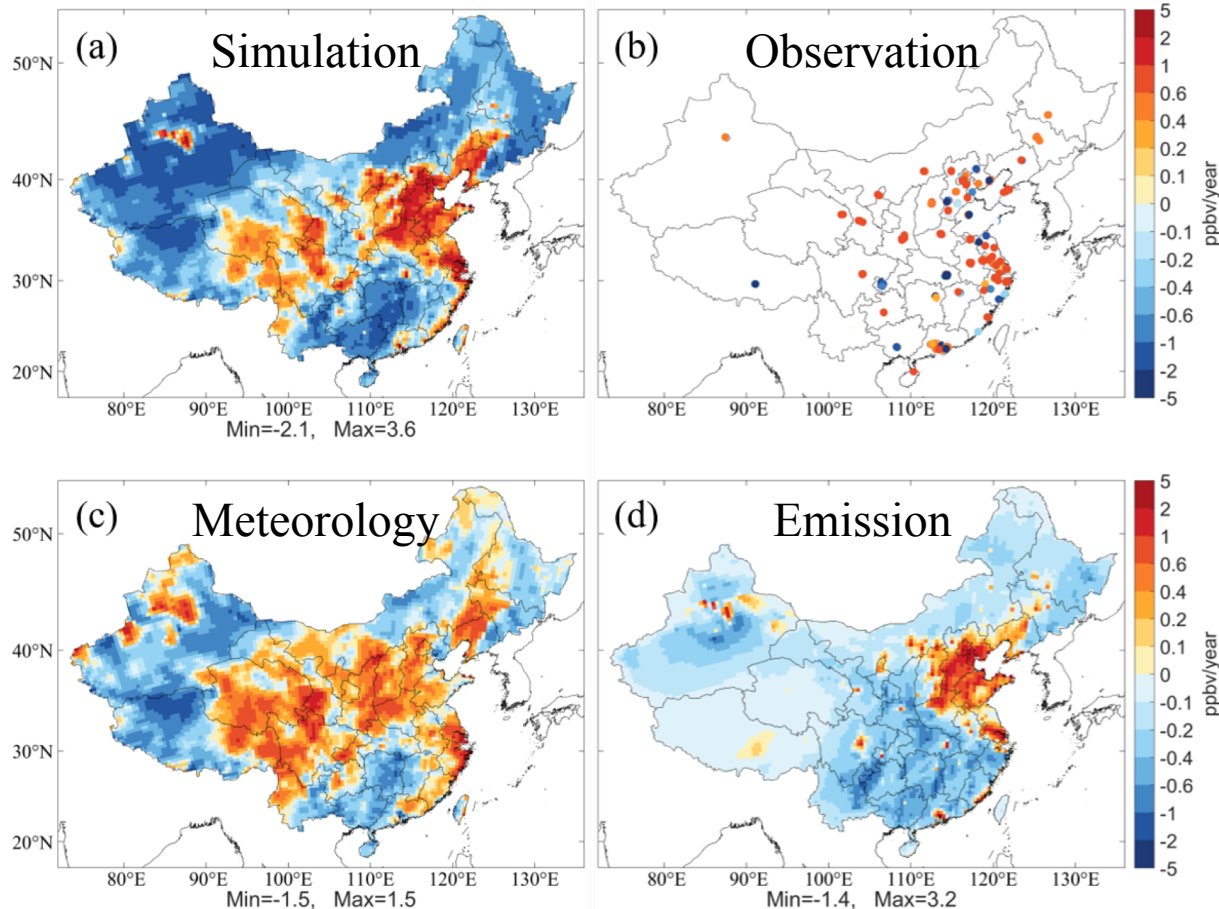 (a) Simulation
(b) Observation
50°N
40°N
30°N
20°N
80°E 90°E 100°E 110°E 120°E 130°E
Min=-2.1, Max=3.6
80°E 90°E 100°E 110°E 120°E 130°E
5
2
1
0.6
0.4
0.2
0.1
0
-0.1
-0.2
-0.6
-1
-2
-5
ppbv/year
(c) Meteorology
(d) Emission
50°N
40°N
30°N
20°N
80°E 90°E 100°E 110°E 120°E 130°E
Min=-1.5, Max=1.5
80°E 90°E 100°E 110°E 120°E 130°E
Min=-1.4, Max=3.2
5
2
1
0.6
0.4
0.2
0.1
0
-0.1
-0.2
-0.6
-1
-2
-5
ppbv/year